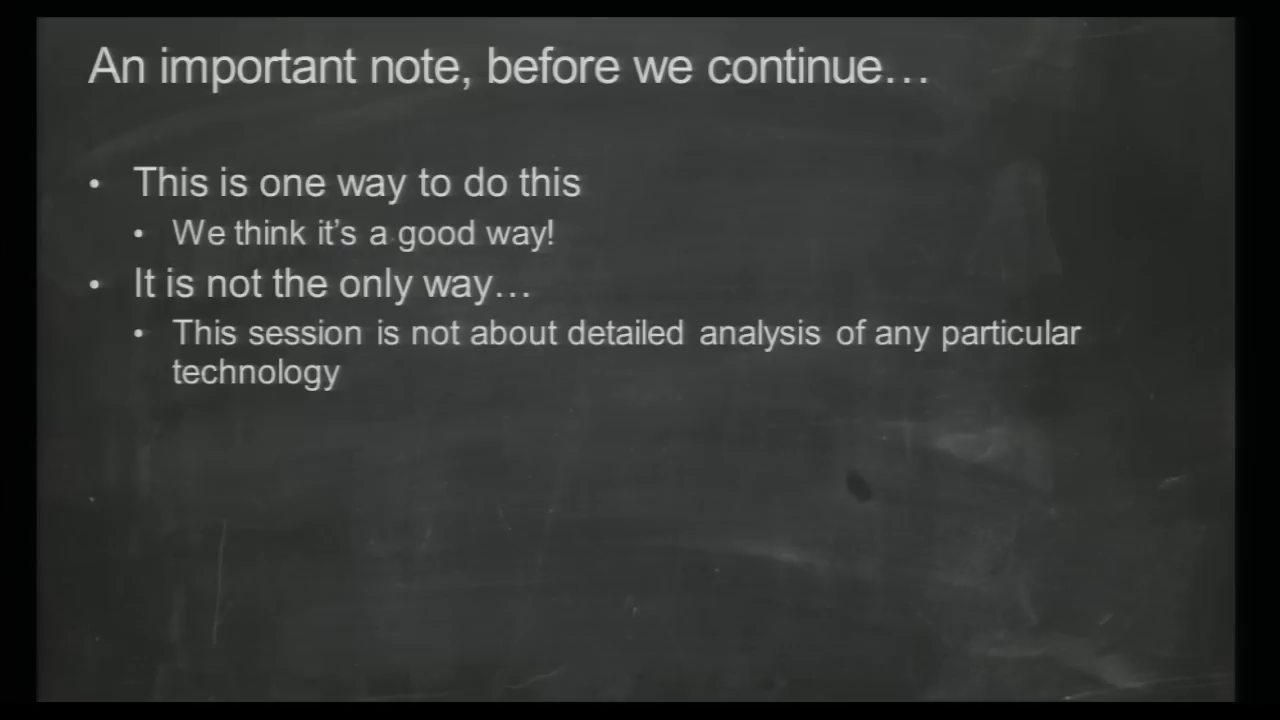 An important note, before we continue…
• This is one way to do this
• We think it's a good way!
• It is not the only way…
• This session is not about detailed analysis of any particular
technology